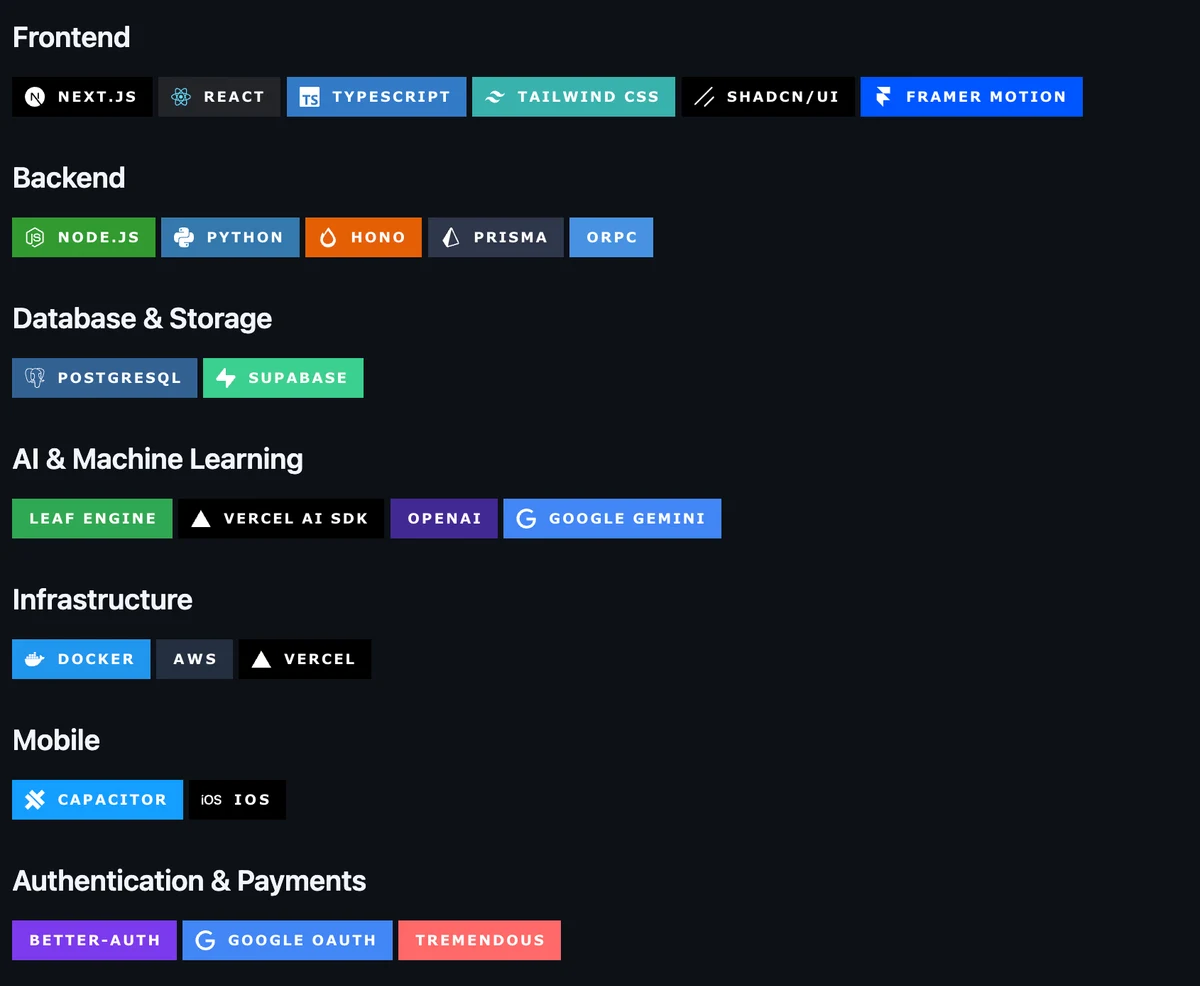 Frontend
N NEXT.JS REACT TS TYPESCRIPT TAILWIND CSS SHADCN/UI FRAMER MOTION
Backend
JS NODE.JS PYTHON HONO PRISMA ORPC
Database & Storage
POSTGRESQL SUPABASE
AI & Machine Learning
LEAF ENGINE VERCEL AI SDK OPENAI G GOOGLE GEMINI
Infrastructure
DOCKER AWS VERCEL
Mobile
CAPACITOR iOS IOS
Authentication & Payments
BETTER-AUTH G GOOGLE OAUTH TREMENDOUS